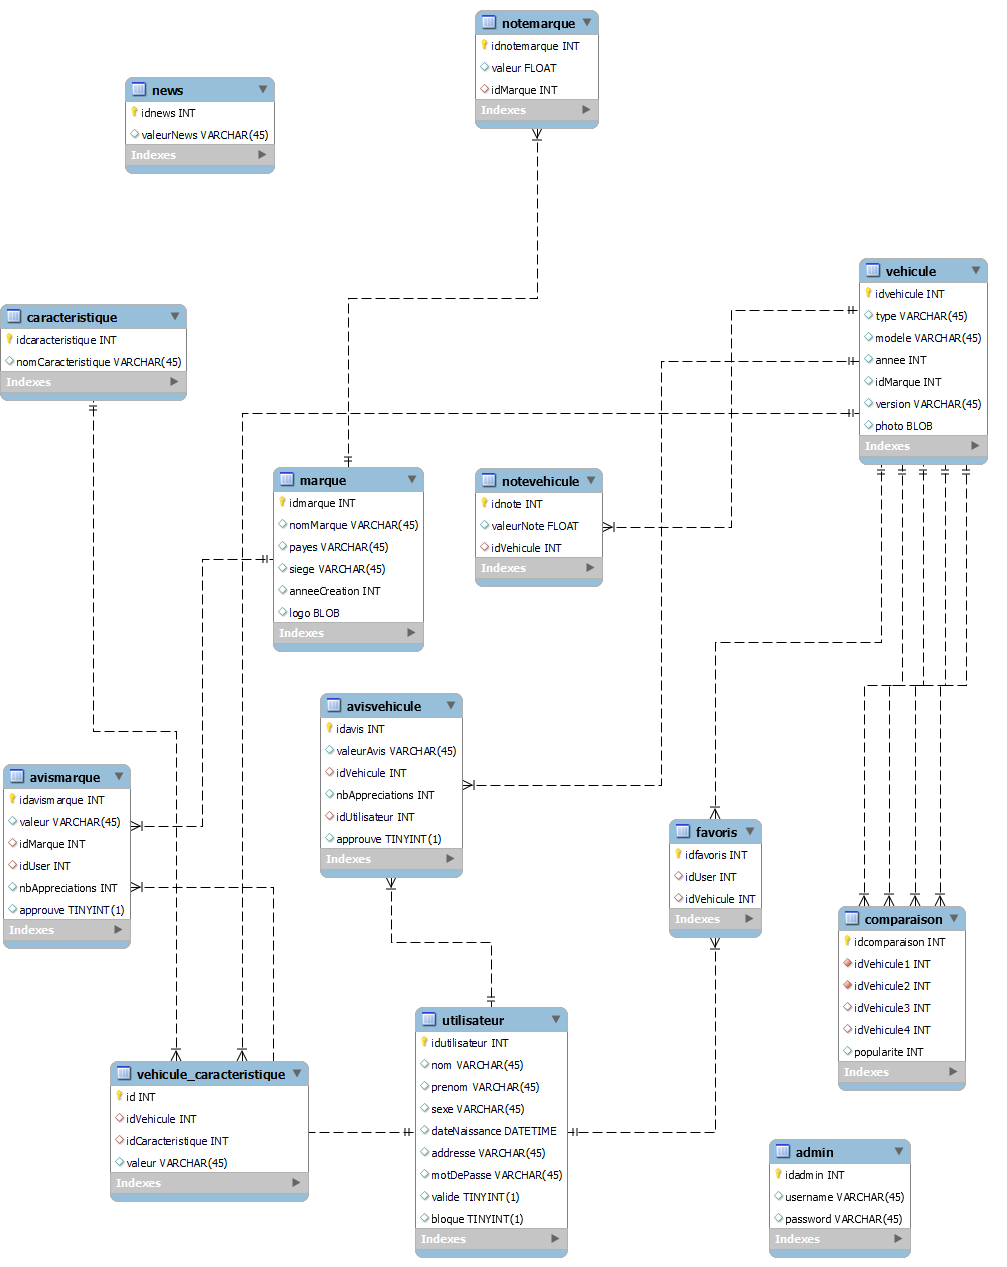 notemarque
idnotemarque INT
valeur FLOAT
idMarque INT
Indexes
news
idnews INT
valeurNews VARCHAR(45)
Indexes
vehicule
idvehicule INT
type VARCHAR(45)
modele VARCHAR(45)
annee INT
idMarque INT
version VARCHAR(45)
photo BLOB
Indexes
caracteristique
idcaracteristique INT
nomCaracteristique VARCHAR(45)
Indexes
marque
idmarque INT
nomMarque VARCHAR(45)
payes VARCHAR(45)
siege VARCHAR(45)
anneeCreation INT
logo BLOB
Indexes
notevehicule
idnote INT
valeurNote FLOAT
idVehicule INT
Indexes
avisvehicule
idavis INT
valeurAvis VARCHAR(45)
idVehicule INT
nbAppreciations INT
idUtilisateur INT
approuve TINYINT(1)
Indexes
avismarque
idavismarque INT
valeur VARCHAR(45)
idMarque INT
idUser INT
nbAppreciations INT
approuve TINYINT(1)
Indexes
favoris
idfavoris INT
idUser INT
idVehicule INT
Indexes
comparaison
idcomparaison INT
idVehicule1 INT
idVehicule2 INT
idVehicule3 INT
idVehicule4 INT
popularite INT
Indexes
utilisateur
idutilisateur INT
nom VARCHAR(45)
prenom VARCHAR(45)
sexe VARCHAR(45)
dateNaissance DATETIME
addresse VARCHAR(45)
motDePasse VARCHAR(45)
valide TINYINT(1)
bloque TINYINT(1)
Indexes
vehicule_caracteristique
id INT
idVehicule INT
idCaracteristique INT
valeur VARCHAR(45)
Indexes
admin
idadmin INT
username VARCHAR(45)
password VARCHAR(45)
Indexes